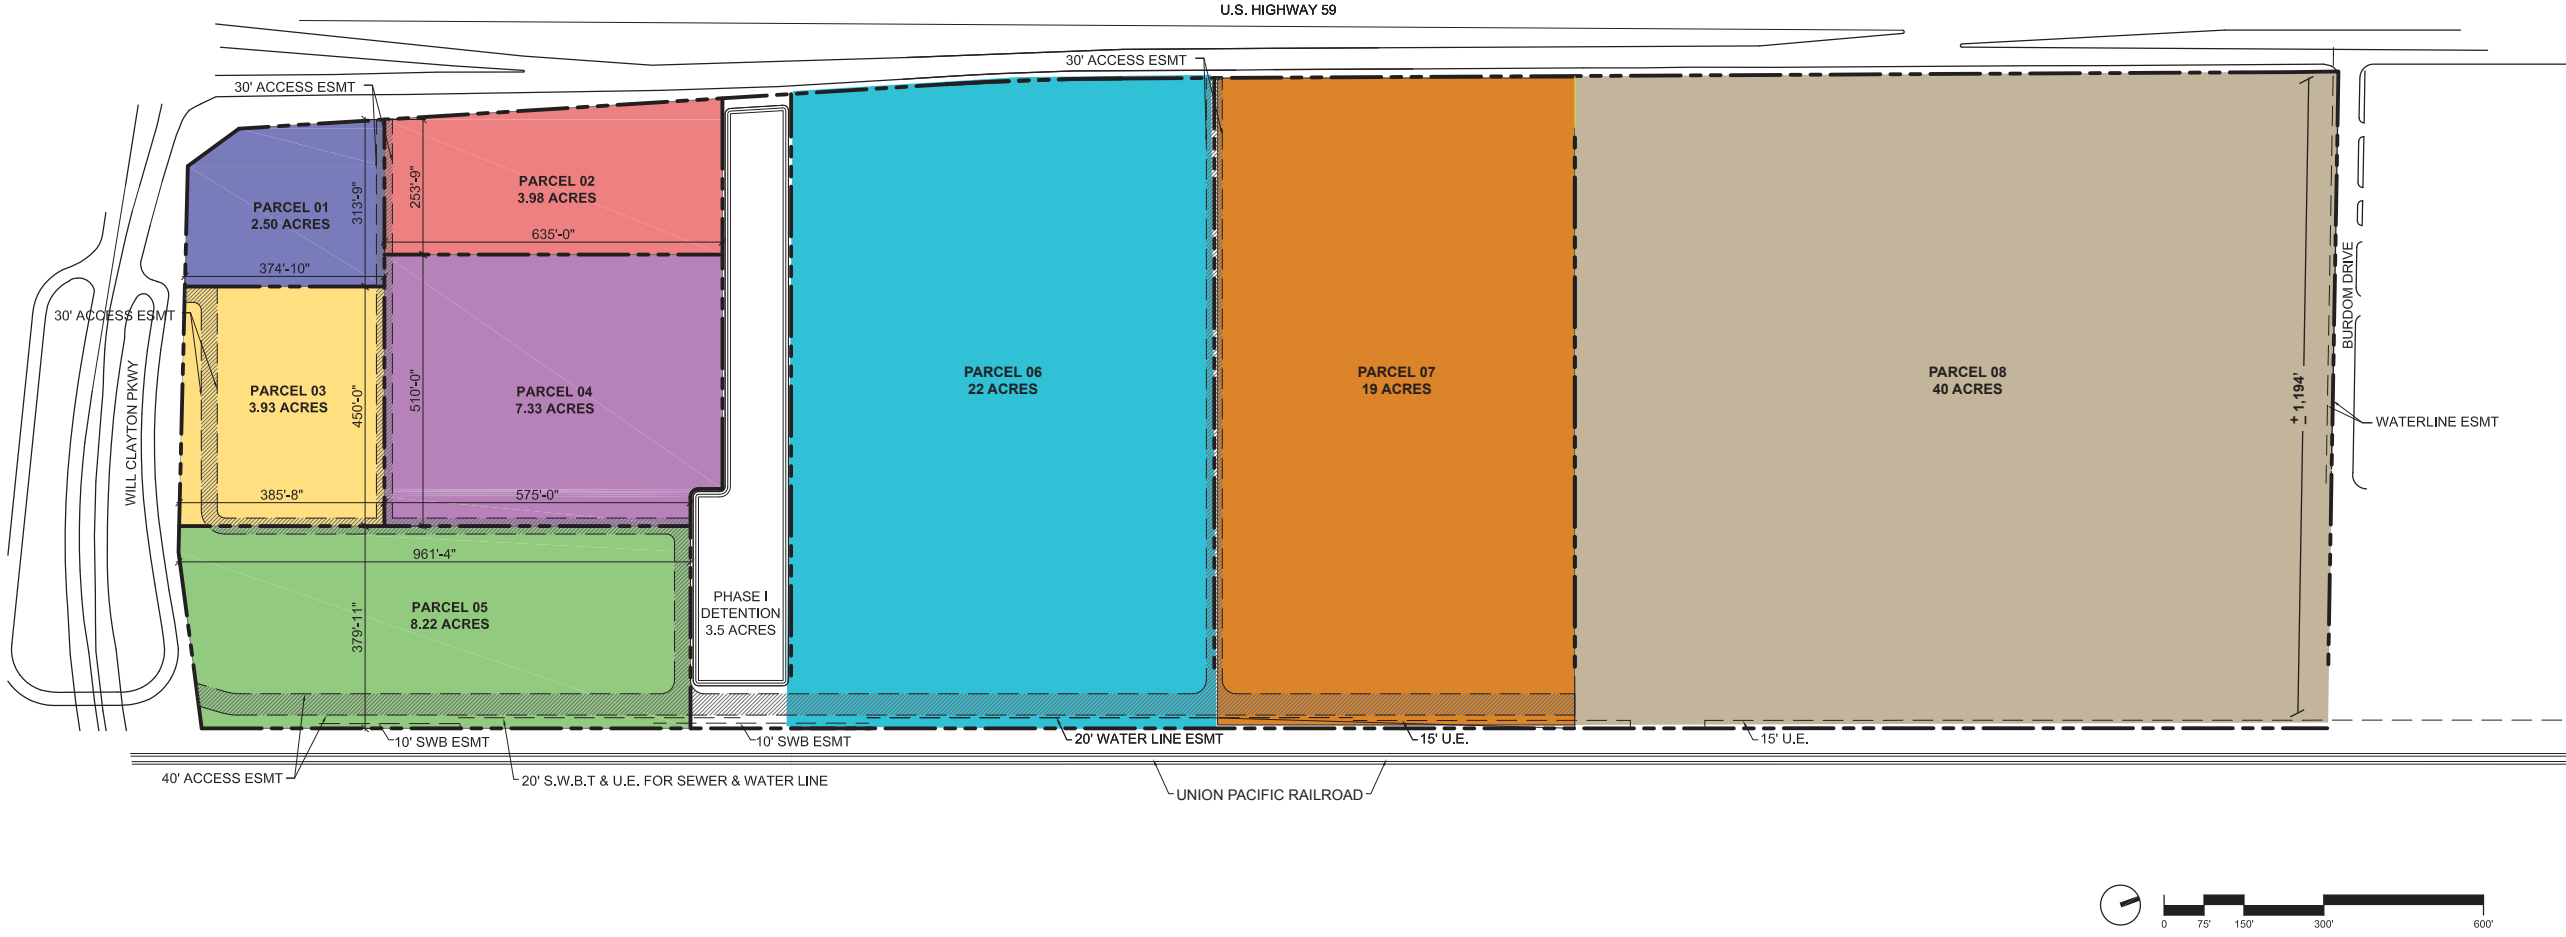 U.S. HIGHWAY 59
30' ACCESS ESMT
30' ACCESS ESMT
PARCEL 01
2.50 ACRES
313'-9"
374'-10"
253'-9"
PARCEL 02
3.98 ACRES
635'-0"
30' ACCESS ESMT
WILL CLAYTON PKWY
PARCEL 03
3.93 ACRES
450'-0"
385'-8"
510'-0"
PARCEL 04
7.33 ACRES
575'-0"
961'-4"
PARCEL 05
8.22 ACRES
379'-11"
PHASE I
DETENTION
3.5 ACRES
PARCEL 06
22 ACRES
PARCEL 07
19 ACRES
PARCEL 08
40 ACRES
± 1,194'
BURDOM DRIVE
WATERLINE ESMT
10' SWB ESMT
10' SWB ESMT
20' WATER LINE ESMT
15' U.E.
15' U.E.
40' ACCESS ESMT
20' S.W.B.T & U.E. FOR SEWER & WATER LINE
UNION PACIFIC RAILROAD
0 75' 150' 300' 600'